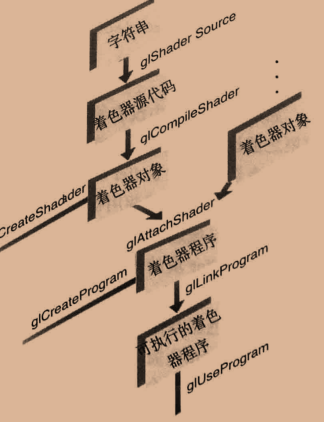 字符串
glShader Source
着色器源代码
glCompileShader
着色器对象
着色器对象
CreateShader
glAttachShader
着色器程序
glCreateProgram
glLinkProgram
可执行的着色
器程序
glUseProgram